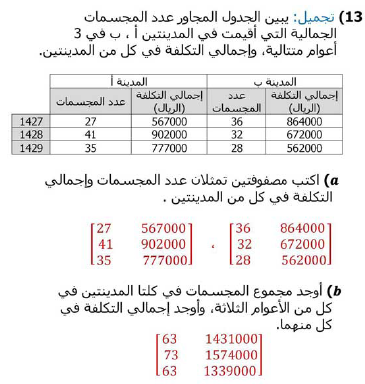 13) تجميل: يبين الجدول المجاور عدد المجسمات
الجمالية التي أقيمت في المدينتين أ ، ب في 3
أعوام متتالية، وإجمالي التكلفة في كل من المدينتين.
المدينة أ المدينة ب
عدد المجسمات إجمالي التكلفة (الريال) عدد المجسمات إجمالي التكلفة (الريال)
1427 27 567000 36 864000
1428 41 902000 32 672000
1429 35 777000 28 562000
a) اكتب مصفوفتين تمثلان عدد المجسمات وإجمالي
التكلفة في كل من المدينتين .
[27 567000] ، [36 864000]
[41 902000] [32 672000]
[35 777000] [28 562000]
b) أوجد مجموع المجسمات في كلتا المدينتين في
كل من الأعوام الثلاثة، وأوجد إجمالي التكلفة في
كل منهما.
[63 1431000]
[73 1574000]
[63 1339000]